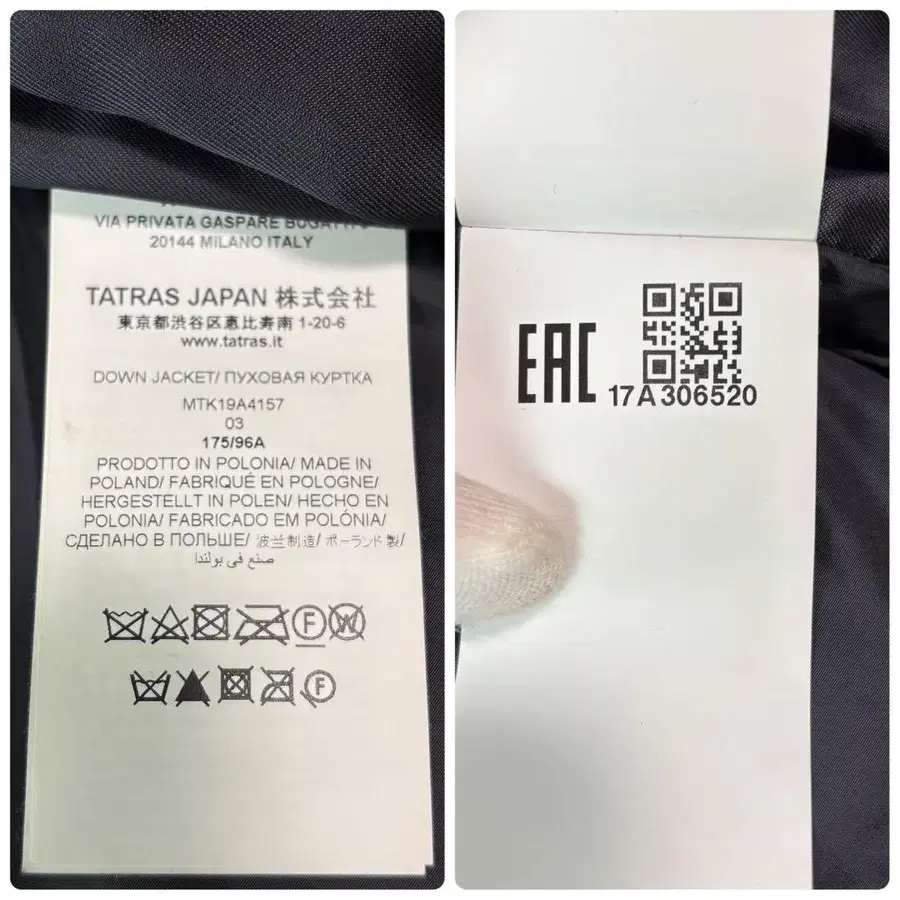 VIA PRIVATA GASPARE BUGATTI
20144 MILANO ITALY
TATRAS JAPAN 株式会社
東京都渋谷区恵比寿南 1-20-6
www.tatras.it
DOWN JACKET/ ПУХОВАЯ КУРТКА
MTK19A4157
03
175/96A
PRODOTTO IN POLONIA/ MADE IN
POLAND/ FABRIQUÉ EN POLOGNE/
HERGESTELLT IN POLEN/ HECHO EN
POLONIA/ FABRICADO EM POLÓNIA/
СДЕЛАНО В ПОЛЬШЕ/ 波兰制造/ ポーランド製/
صنع في بولندا
F W
F
EAC
17A306520